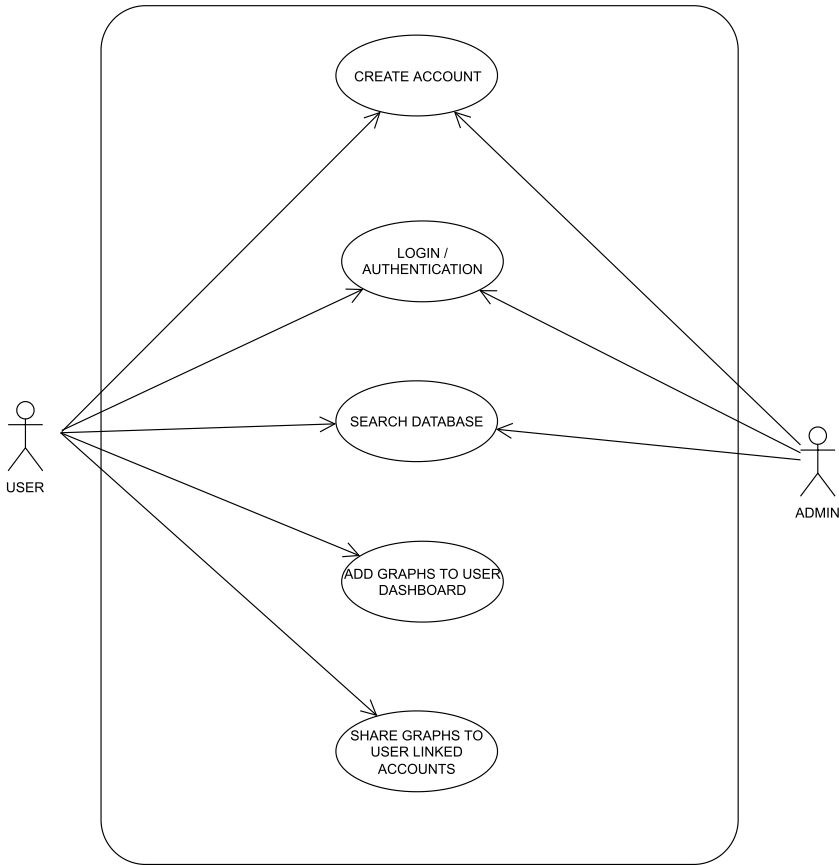 CREATE ACCOUNT
LOGIN /
AUTHENTICATION
SEARCH DATABASE
USER
ADMIN
ADD GRAPHS TO USER
DASHBOARD
SHARE GRAPHS TO
USER LINKED
ACCOUNTS